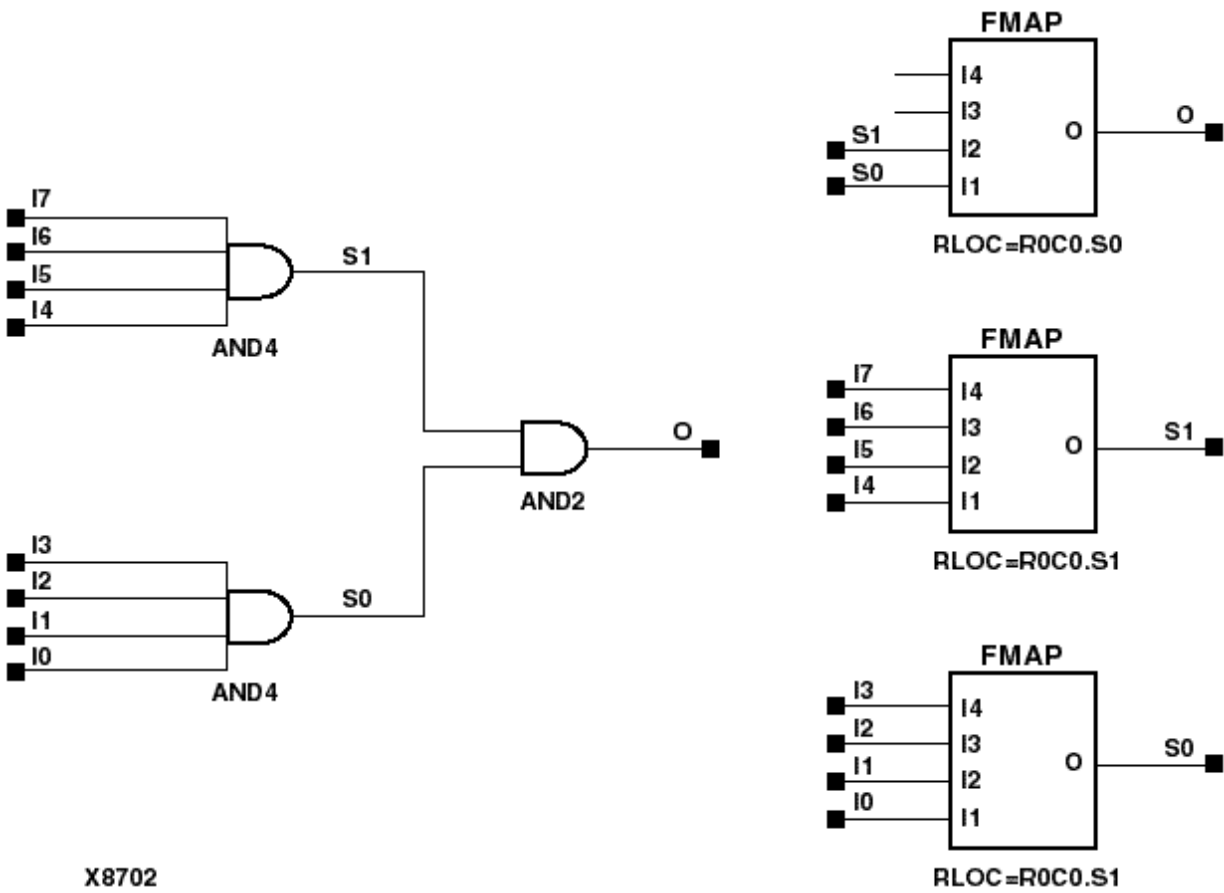 I7
I6
I5
I4
S1
AND4
I3
I2
I1
I0
S0
AND4
O
AND2
X8702
FMAP
I4
I3
S1 I2
S0 I1
O O
RLOC=R0C0.S0
FMAP
I7 I4
I6 I3
I5 I2
I4 I1
O S1
RLOC=R0C0.S1
FMAP
I3 I4
I2 I3
I1 I2
I0 I1
O S0
RLOC=R0C0.S1